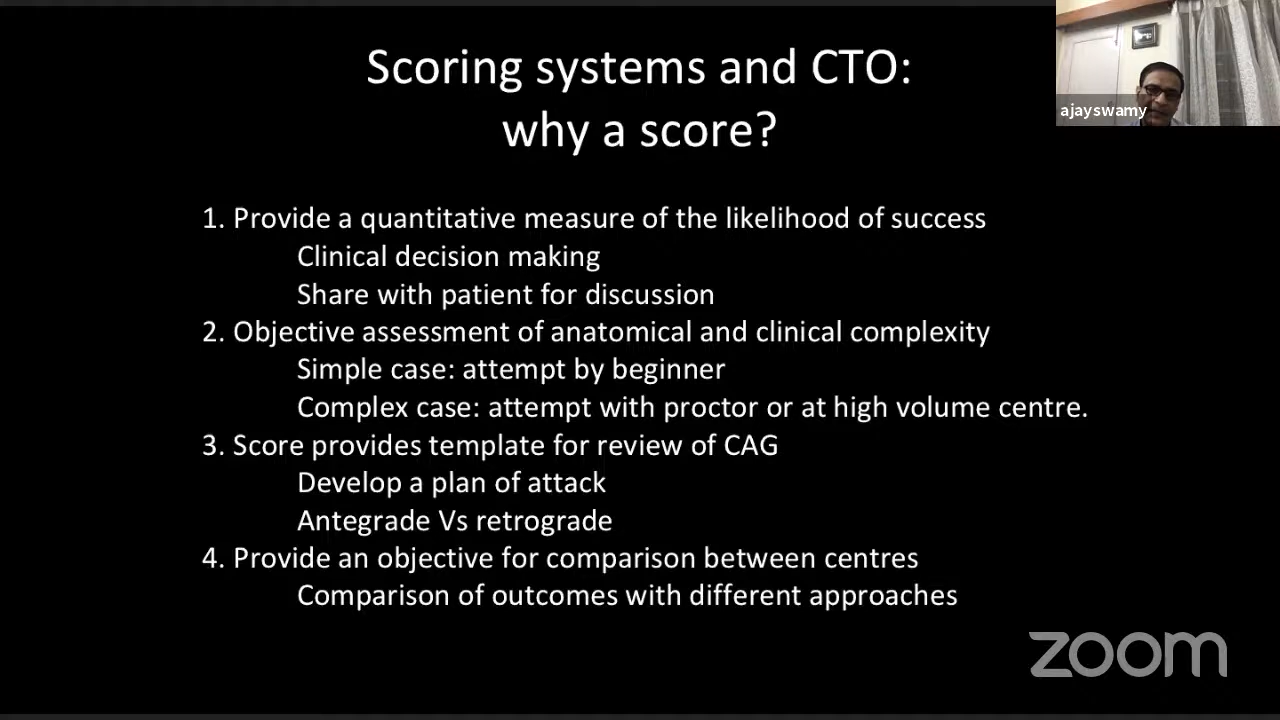 Scoring systems and CTO:
why a score?
ajayswamy
1. Provide a quantitative measure of the likelihood of success
Clinical decision making
Share with patient for discussion
2. Objective assessment of anatomical and clinical complexity
Simple case: attempt by beginner
Complex case: attempt with proctor or at high volume centre.
3. Score provides template for review of CAG
Develop a plan of attack
Antegrade Vs retrograde
4. Provide an objective for comparison between centres
Comparison of outcomes with different approaches
zoom